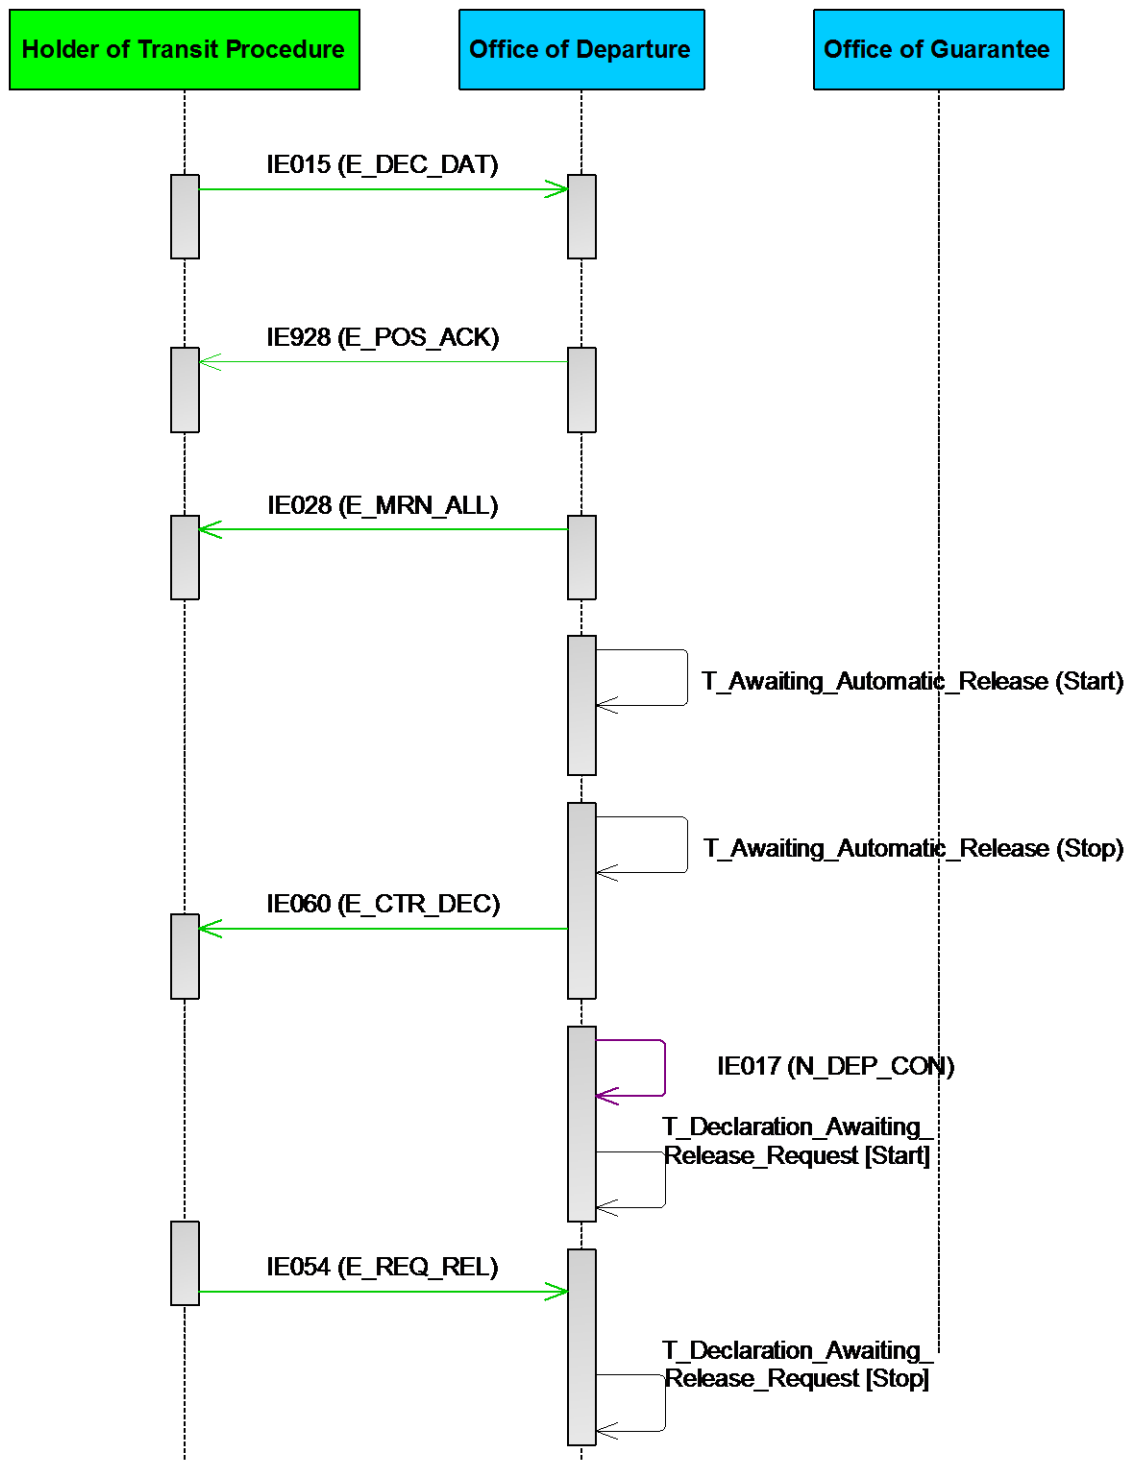 Holder of Transit Procedure
Office of Departure
Office of Guarantee
IE015 (E_DEC_DAT)
IE928 (E_POS_ACK)
IE028 (E_MRN_ALL)
T_Awaiting_Automatic_Release (Start)
T_Awaiting_Automatic_Release (Stop)
IE060 (E_CTR_DEC)
IE017 (N_DEP_CON)
T_Declaration_Awaiting_
Release_Request [Start]
IE054 (E_REQ_REL)
T_Declaration_Awaiting_
Release_Request [Stop]